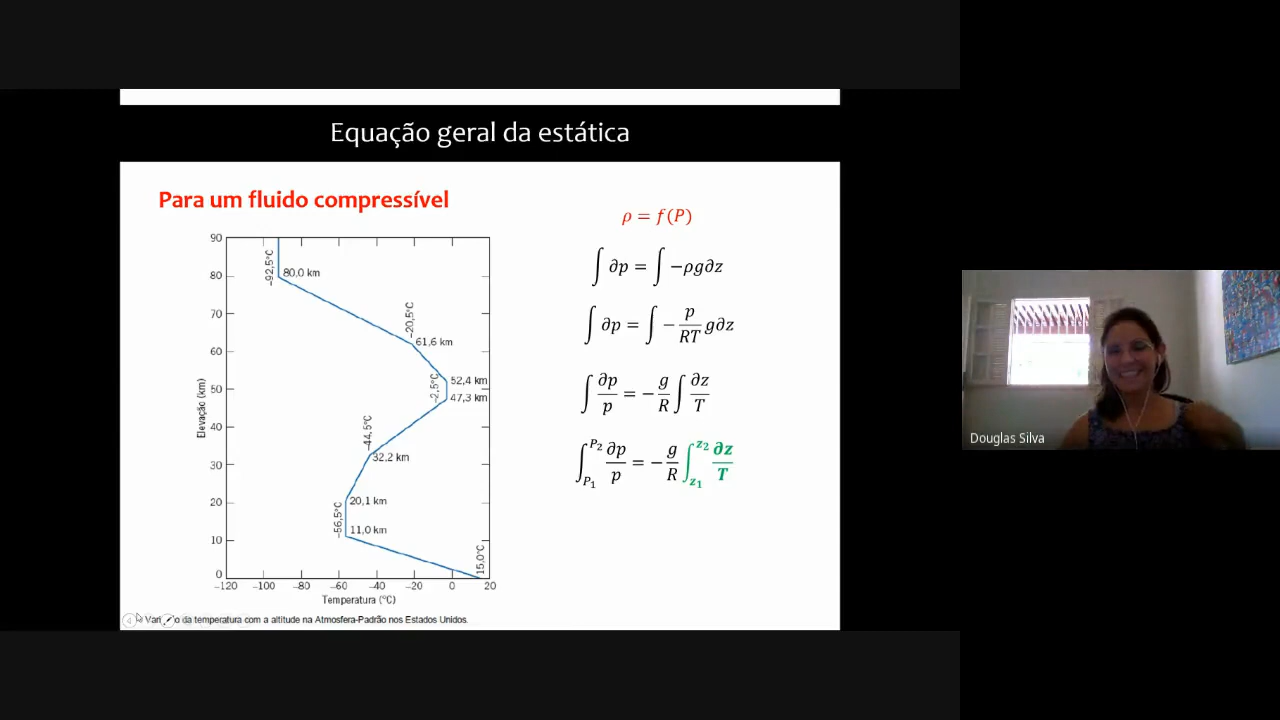 Equação geral da estática
Para um fluido compressível
ρ = f(P)
∫ ∂p = ∫ −ρg∂z
∫ ∂p = ∫ − p/RT g∂z
∫ ∂p/p = − g/R ∫ ∂z/T
∫_{P₁}^{P₂} ∂p/p = − g/R ∫_{z₁}^{z₂} ∂z/T
Elevação (km)
90
80
70
60
50
40
30
20
10
0
−92,5°C
80,0 km
−20,5°C
61,6 km
52,4 km
−2,5°C
47,3 km
−44,5°C
32,2 km
20,1 km
−56,5°C
11,0 km
15,0°C
−120 −100 −80 −60 −40 −20 0 20
Temperatura (°C)
da temperatura com a altitude na Atmosfera-Padrão nos Estados Unidos.
Douglas Silva